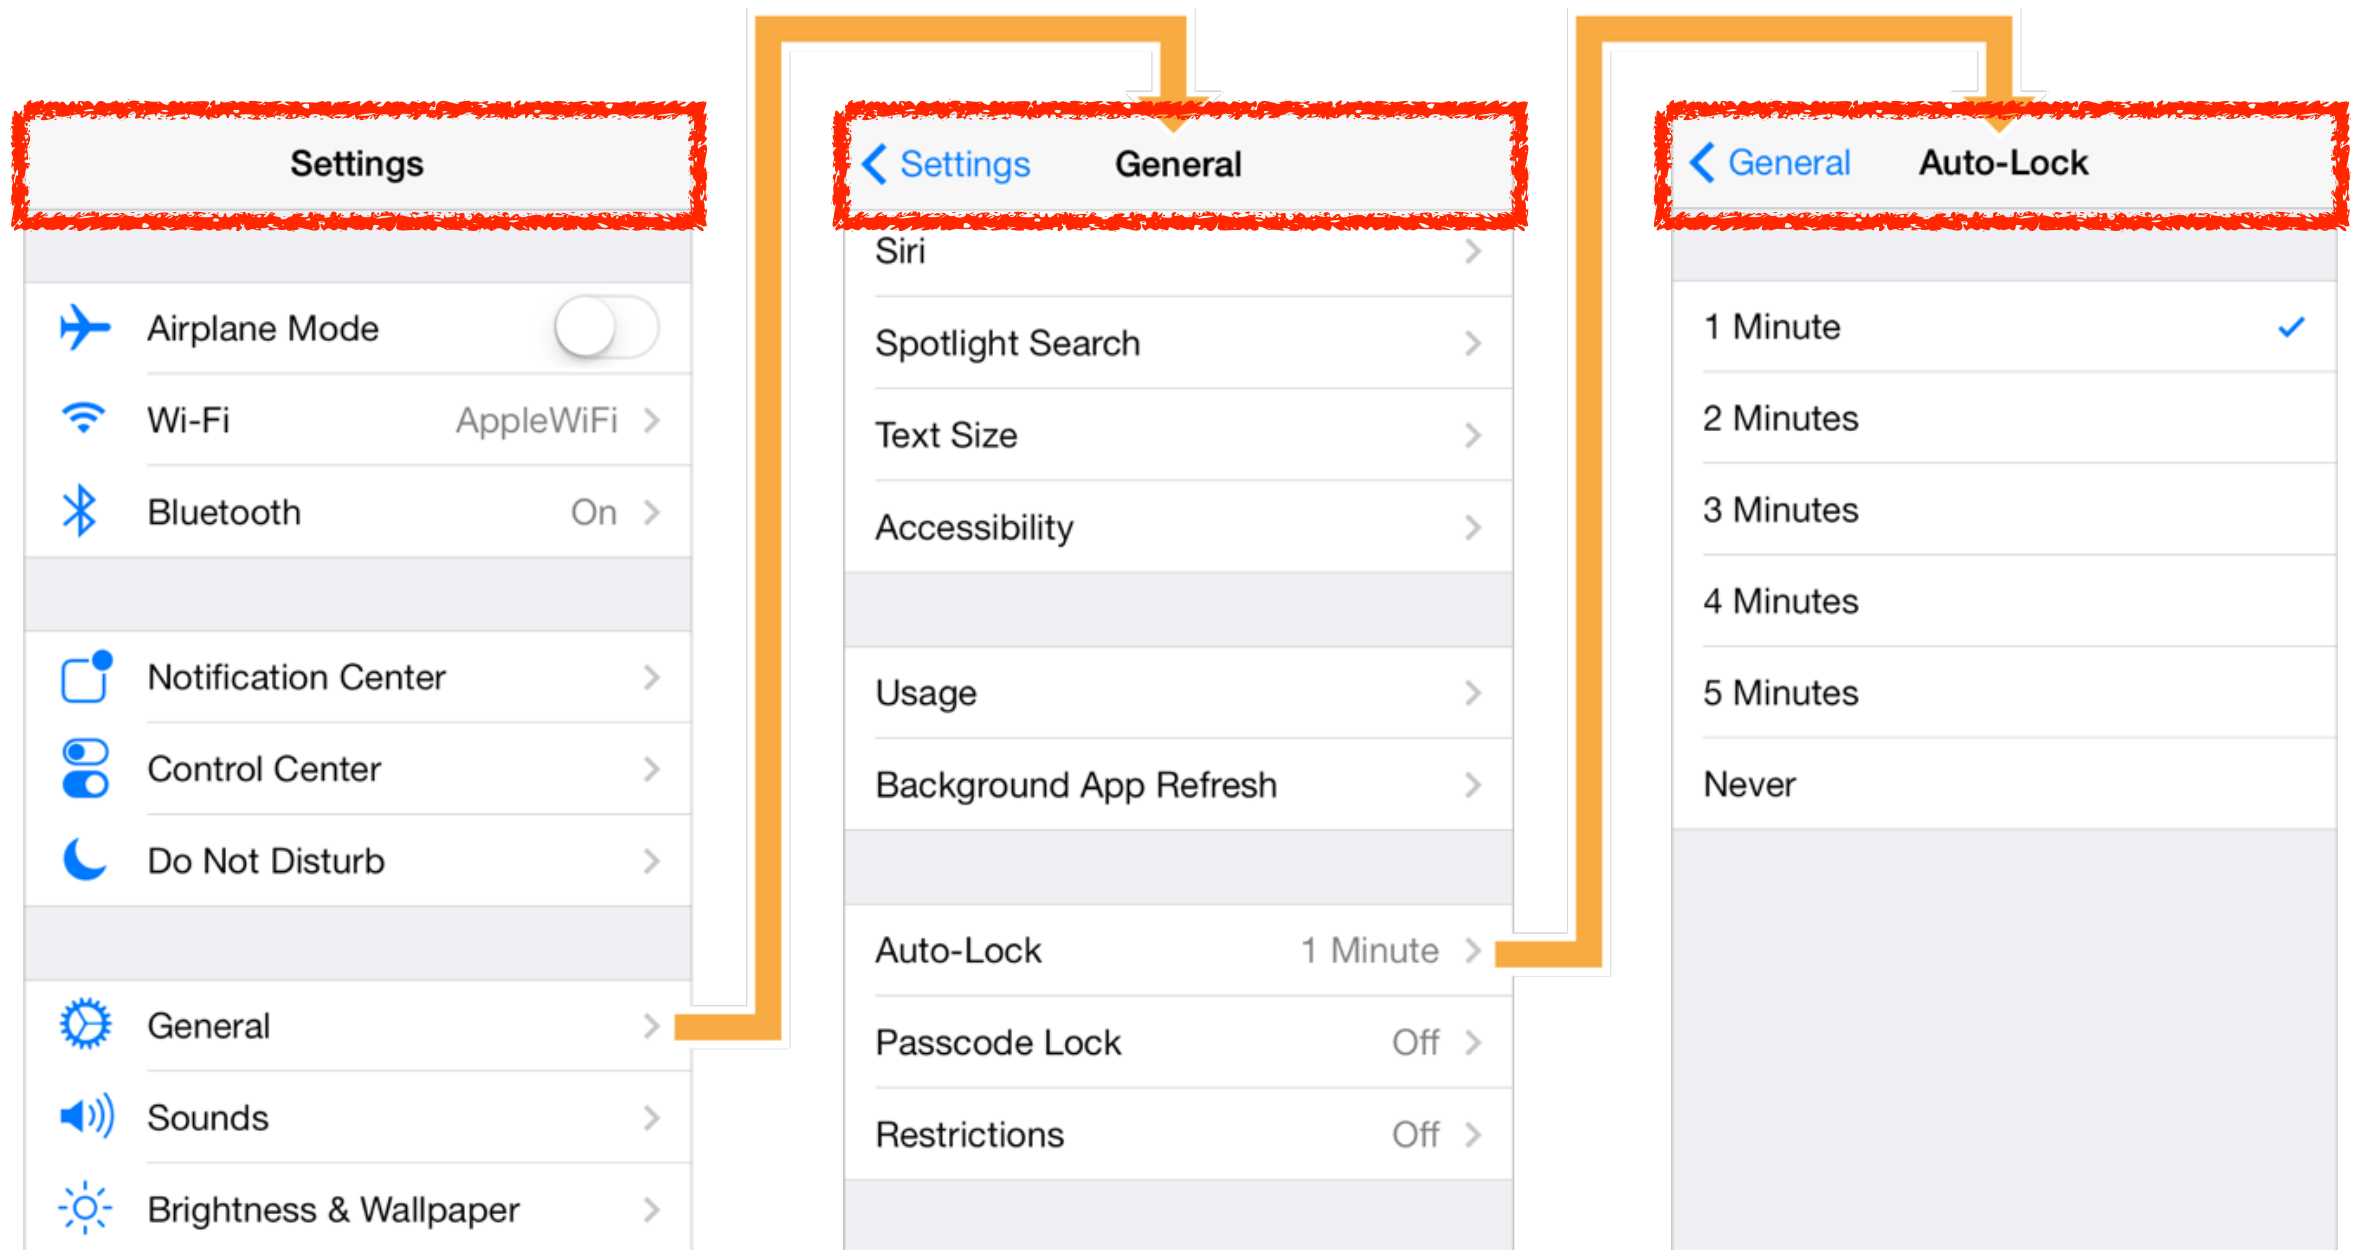 Settings
Airplane Mode
Wi-Fi AppleWiFi
Bluetooth On
Notification Center
Control Center
Do Not Disturb
General
Sounds
Brightness & Wallpaper
Settings General
Siri
Spotlight Search
Text Size
Accessibility
Usage
Background App Refresh
Auto-Lock 1 Minute
Passcode Lock Off
Restrictions Off
General Auto-Lock
1 Minute
2 Minutes
3 Minutes
4 Minutes
5 Minutes
Never